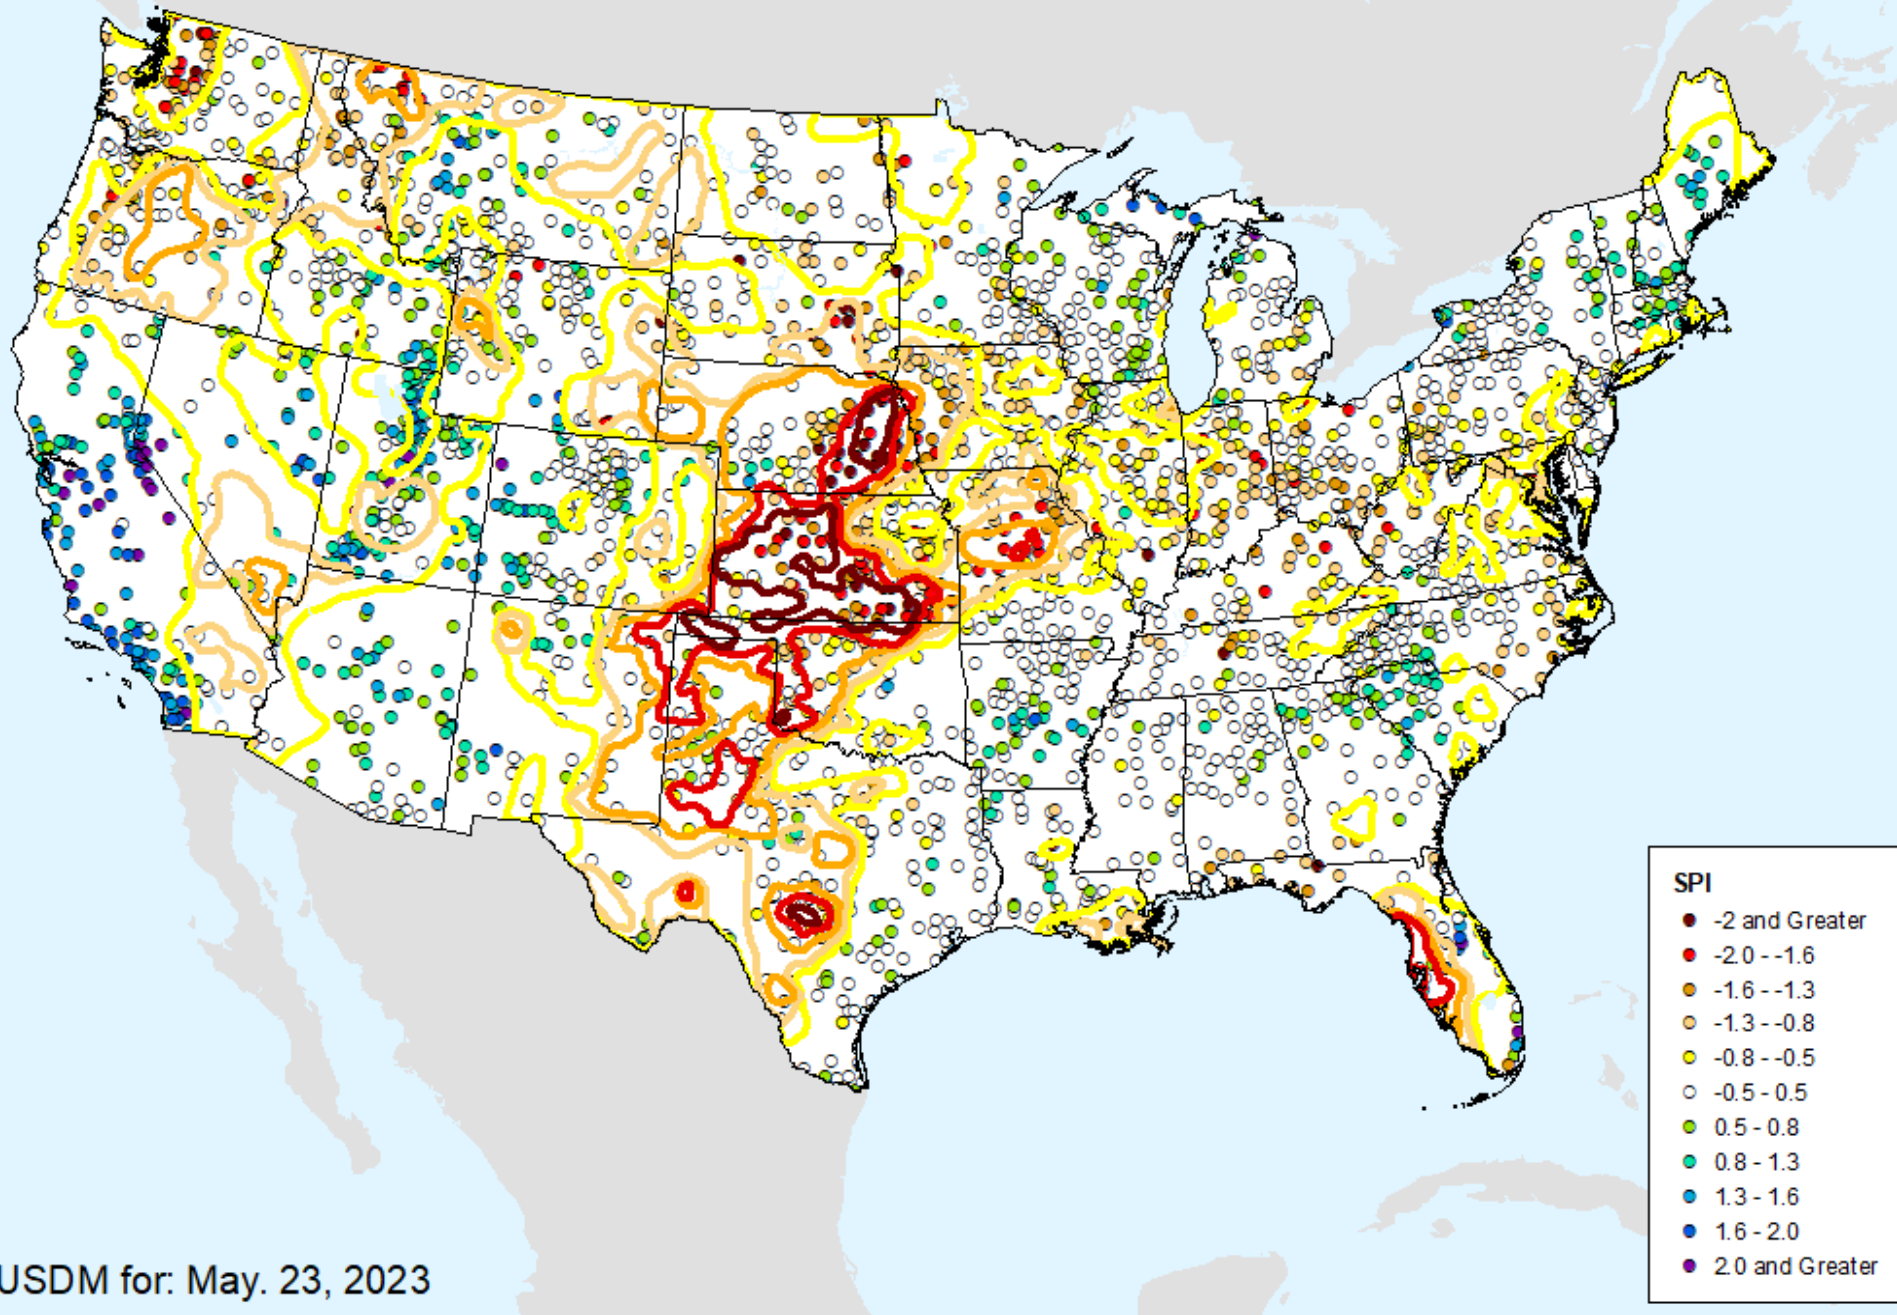 SPI
-2 and Greater
-2.0 - -1.6
-1.6 - -1.3
-1.3 - -0.8
-0.8 - -0.5
-0.5 - 0.5
0.5 - 0.8
0.8 - 1.3
1.3 - 1.6
1.6 - 2.0
2.0 and Greater
USDM for: May. 23, 2023